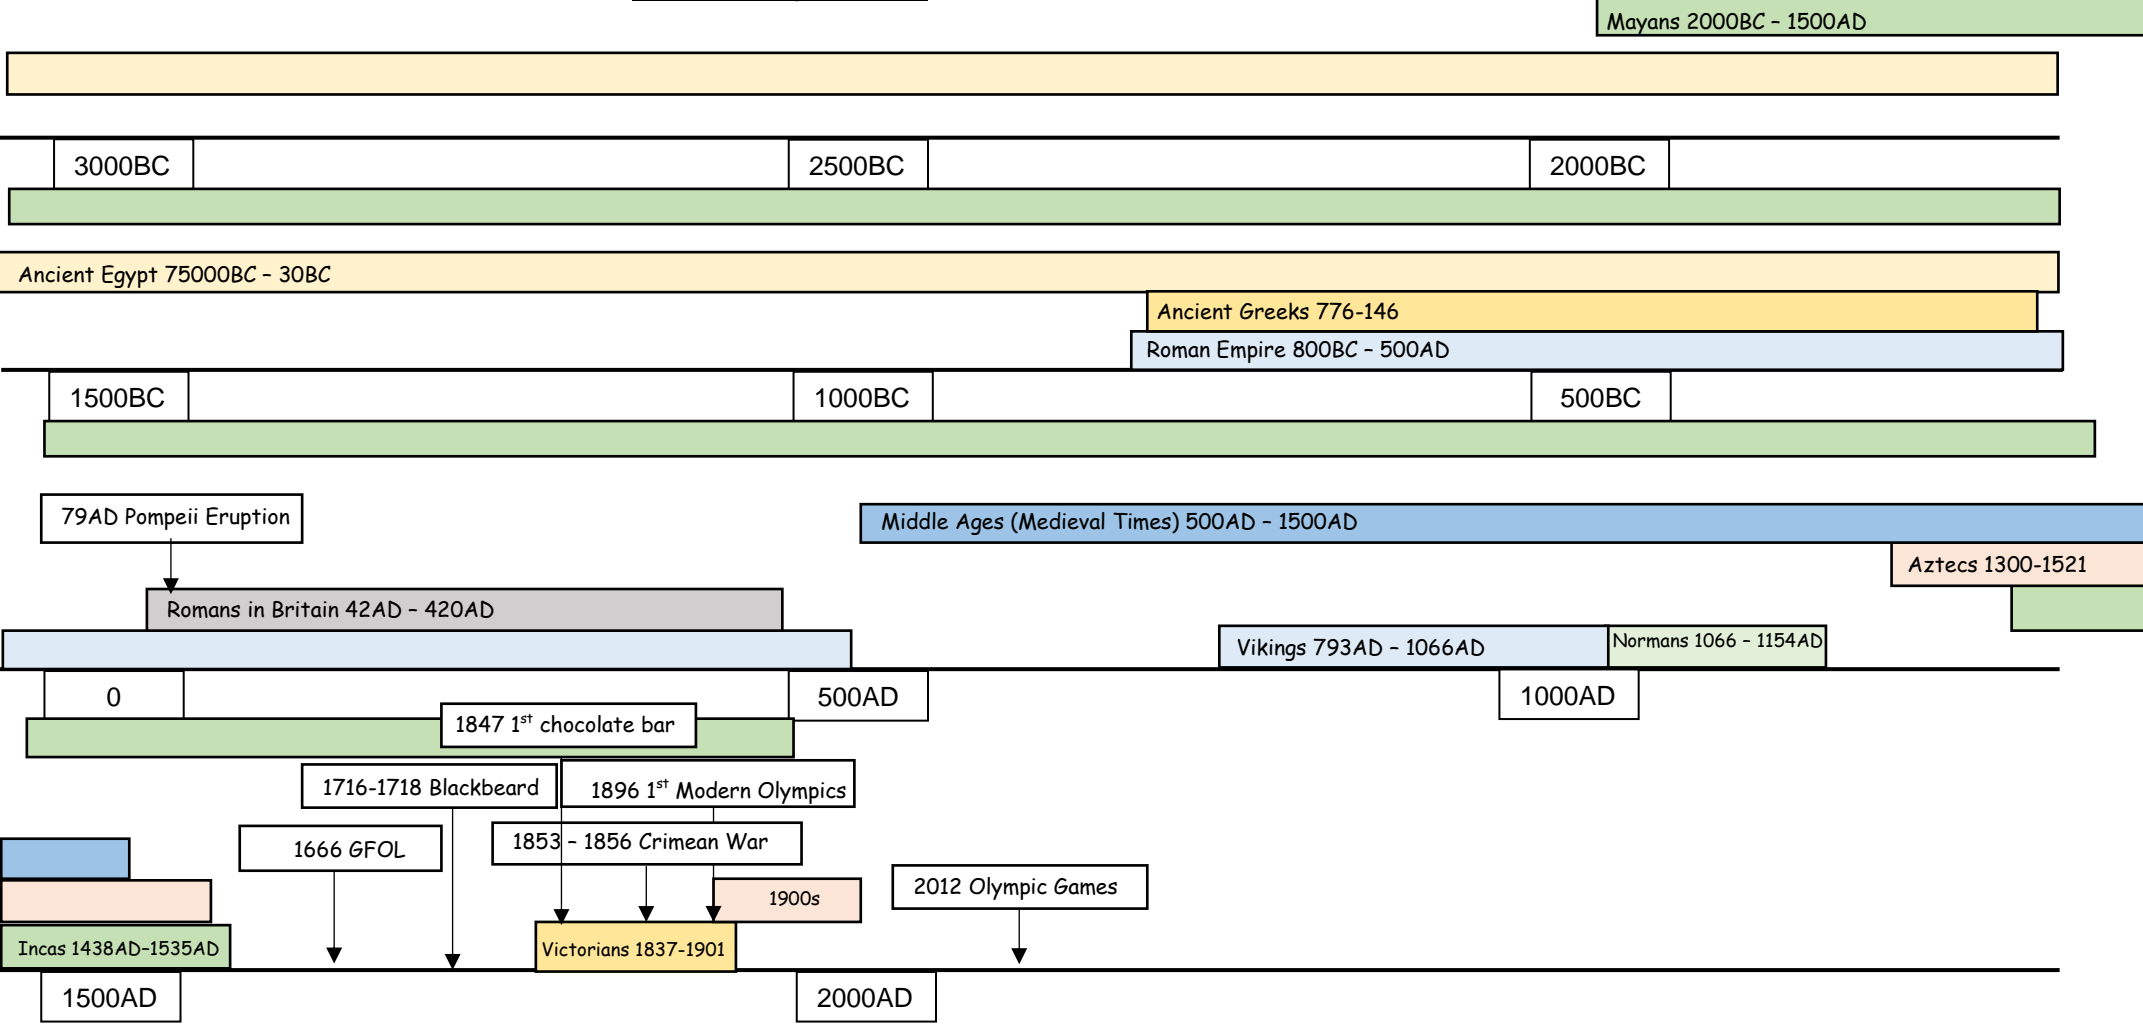 Mayans 2000BC – 1500AD
3000BC
2500BC
2000BC
Ancient Egypt 75000BC – 30BC
Ancient Greeks 776-146
Roman Empire 800BC – 500AD
1500BC
1000BC
500BC
79AD Pompeii Eruption
Middle Ages (Medieval Times) 500AD – 1500AD
Aztecs 1300-1521
Romans in Britain 42AD – 420AD
Vikings 793AD – 1066AD
Normans 1066 – 1154AD
0
500AD
1000AD
1847 1st chocolate bar
1716-1718 Blackbeard
1896 1st Modern Olympics
1666 GFOL
1853 – 1856 Crimean War
2012 Olympic Games
1900s
Incas 1438AD-1535AD
Victorians 1837-1901
1500AD
2000AD